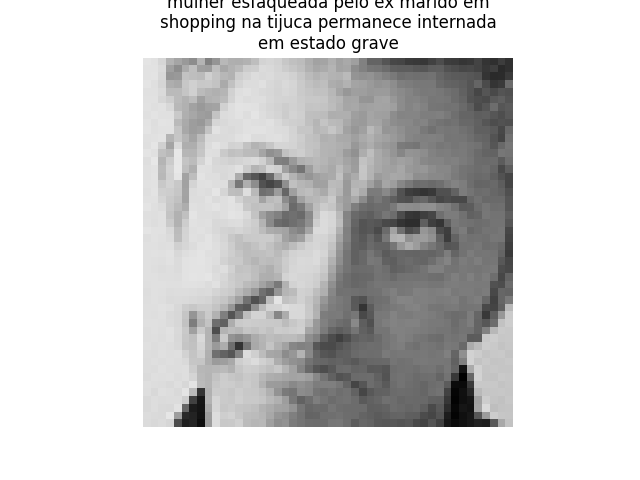 mulher esfaqueada pelo ex marido em
shopping na tijuca permanece internada
em estado grave